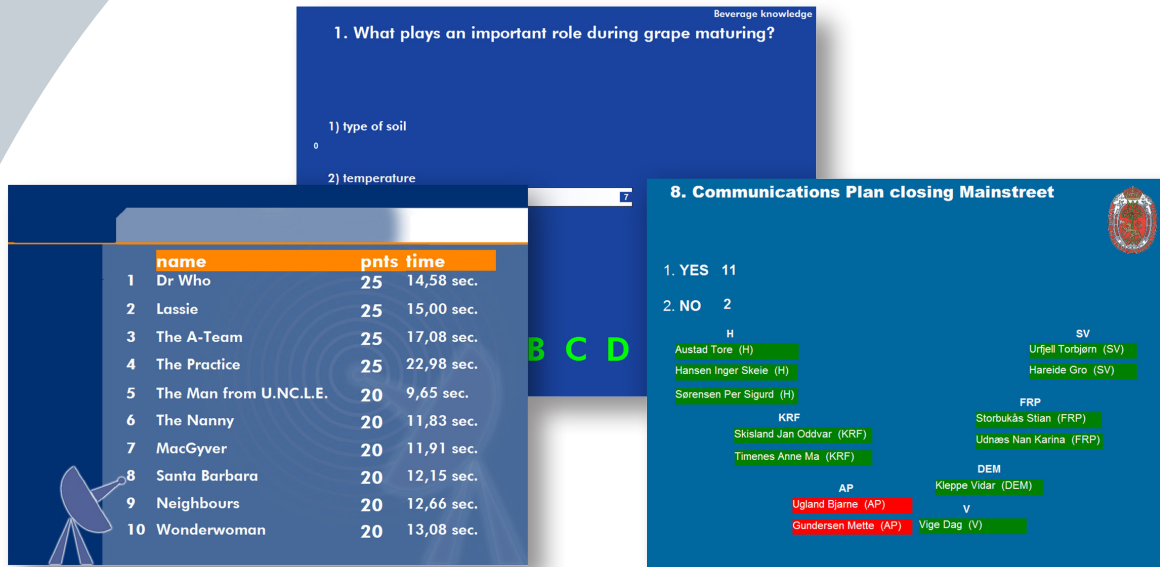 Beverage knowledge
1. What plays an important role during grape maturing?
1) type of soil
0
2) temperature
7
B C D
name pnts time
1 Dr Who 25 14,58 sec.
2 Lassie 25 15,00 sec.
3 The A-Team 25 17,08 sec.
4 The Practice 25 22,98 sec.
5 The Man from U.NC.L.E. 20 9,65 sec.
6 The Nanny 20 11,83 sec.
7 MacGyver 20 11,91 sec.
8 Santa Barbara 20 12,15 sec.
9 Neighbours 20 12,66 sec.
10 Wonderwoman 20 13,08 sec.
8. Communications Plan closing Mainstreet
1. YES 11
2. NO 2
H
Austad Tore (H)
Hansen Inger Skeie (H)
Sørensen Per Sigurd (H)
KRF
Skisland Jan Oddvar (KRF)
Timenes Anne Ma (KRF)
AP
Ugland Bjarne (AP)
Gundersen Mette (AP)
SV
Urfjell Torbjørn (SV)
Hareide Gro (SV)
FRP
Storbukås Stian (FRP)
Udnæs Nan Karina (FRP)
DEM
Kleppe Vidar (DEM)
V
Vige Dag (V)